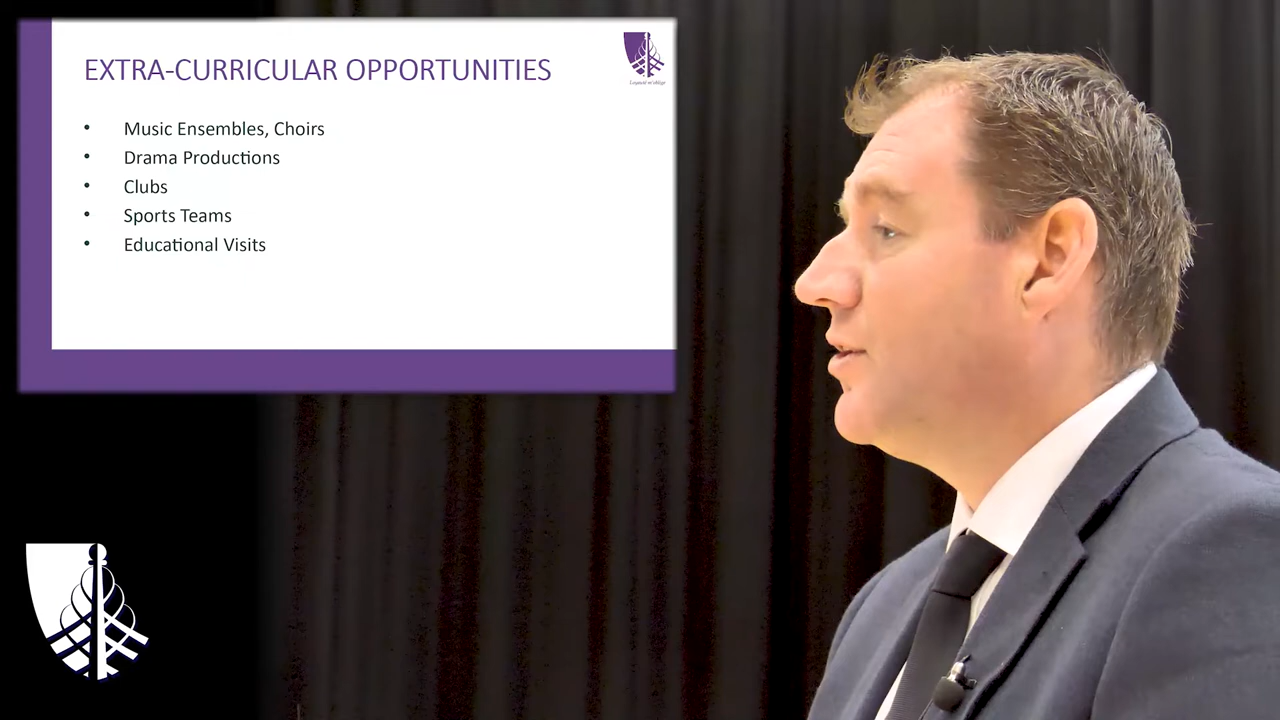 EXTRA-CURRICULAR OPPORTUNITIES
• Music Ensembles, Choirs
• Drama Productions
• Clubs
• Sports Teams
• Educational Visits